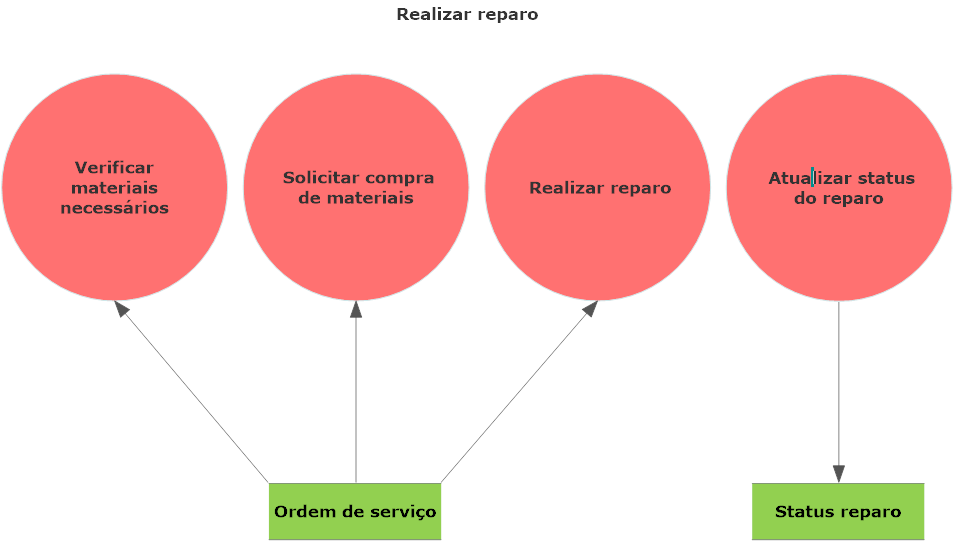 Realizar reparo
Verificar
materiais
necessários
Solicitar compra
de materiais
Realizar reparo
Atualizar status
do reparo
Ordem de serviço
Status reparo